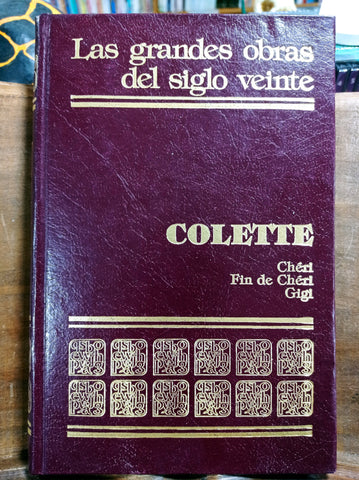 Las grandes obras
del siglo veinte
COLETTE
Chéri
Fin de Chéri
Gigi